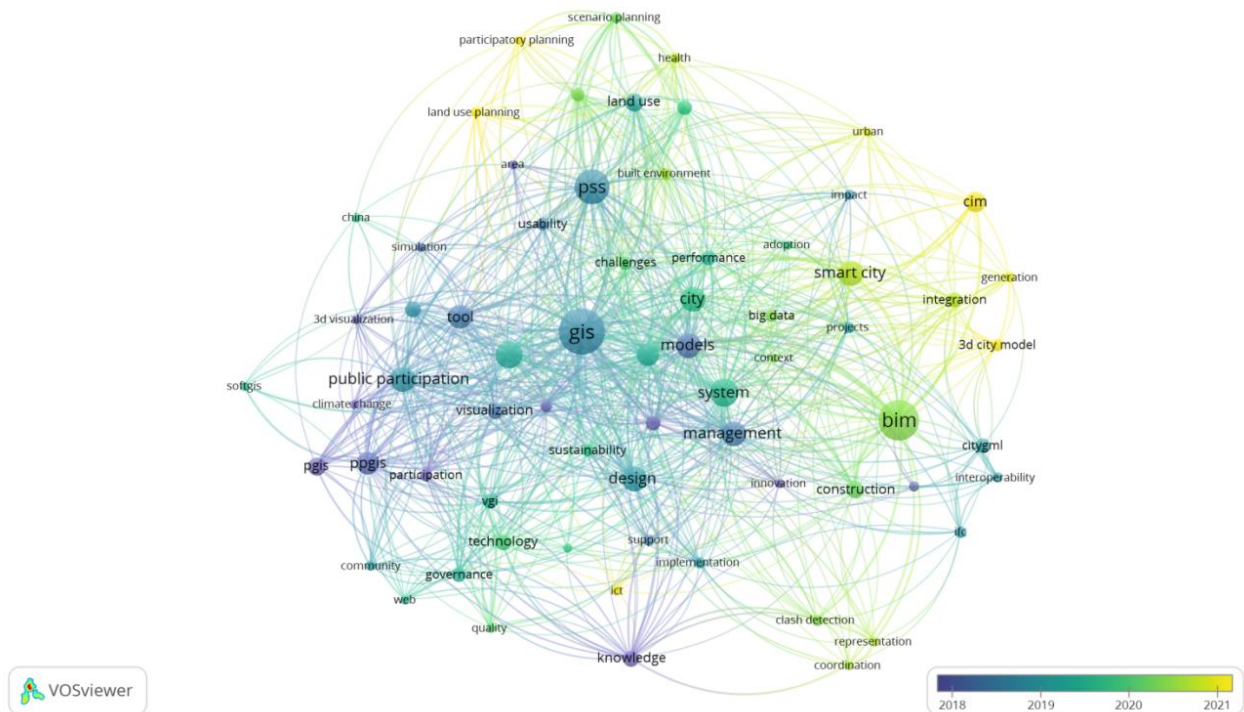 scenario planning
participatory planning
health
land use
land use planning
urban
area
built environment
pss
impact
cim
china
usability
simulation
adoption
challenges
performance
smart city
generation
city
integration
3d visualization
tool
gis
big data
projects
models
3d city model
context
public participation
softgis
system
climate change
visualization
bim
management
citygml
sustainability
pgis
ppgis
participation
design
innovation
construction
interoperability
vgi
ifc
technology
support
implementation
community
governance
ict
web
clash detection
quality
representation
knowledge
coordination
VOSviewer
2018 2019 2020 2021